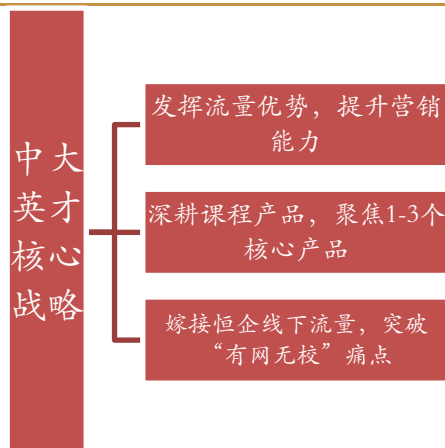 中大
英才
核心
战略
发挥流量优势，提升营销
能力
深耕课程产品，聚焦1-3个
核心产品
嫁接恒企线下流量，突破
“有网无校”痛点